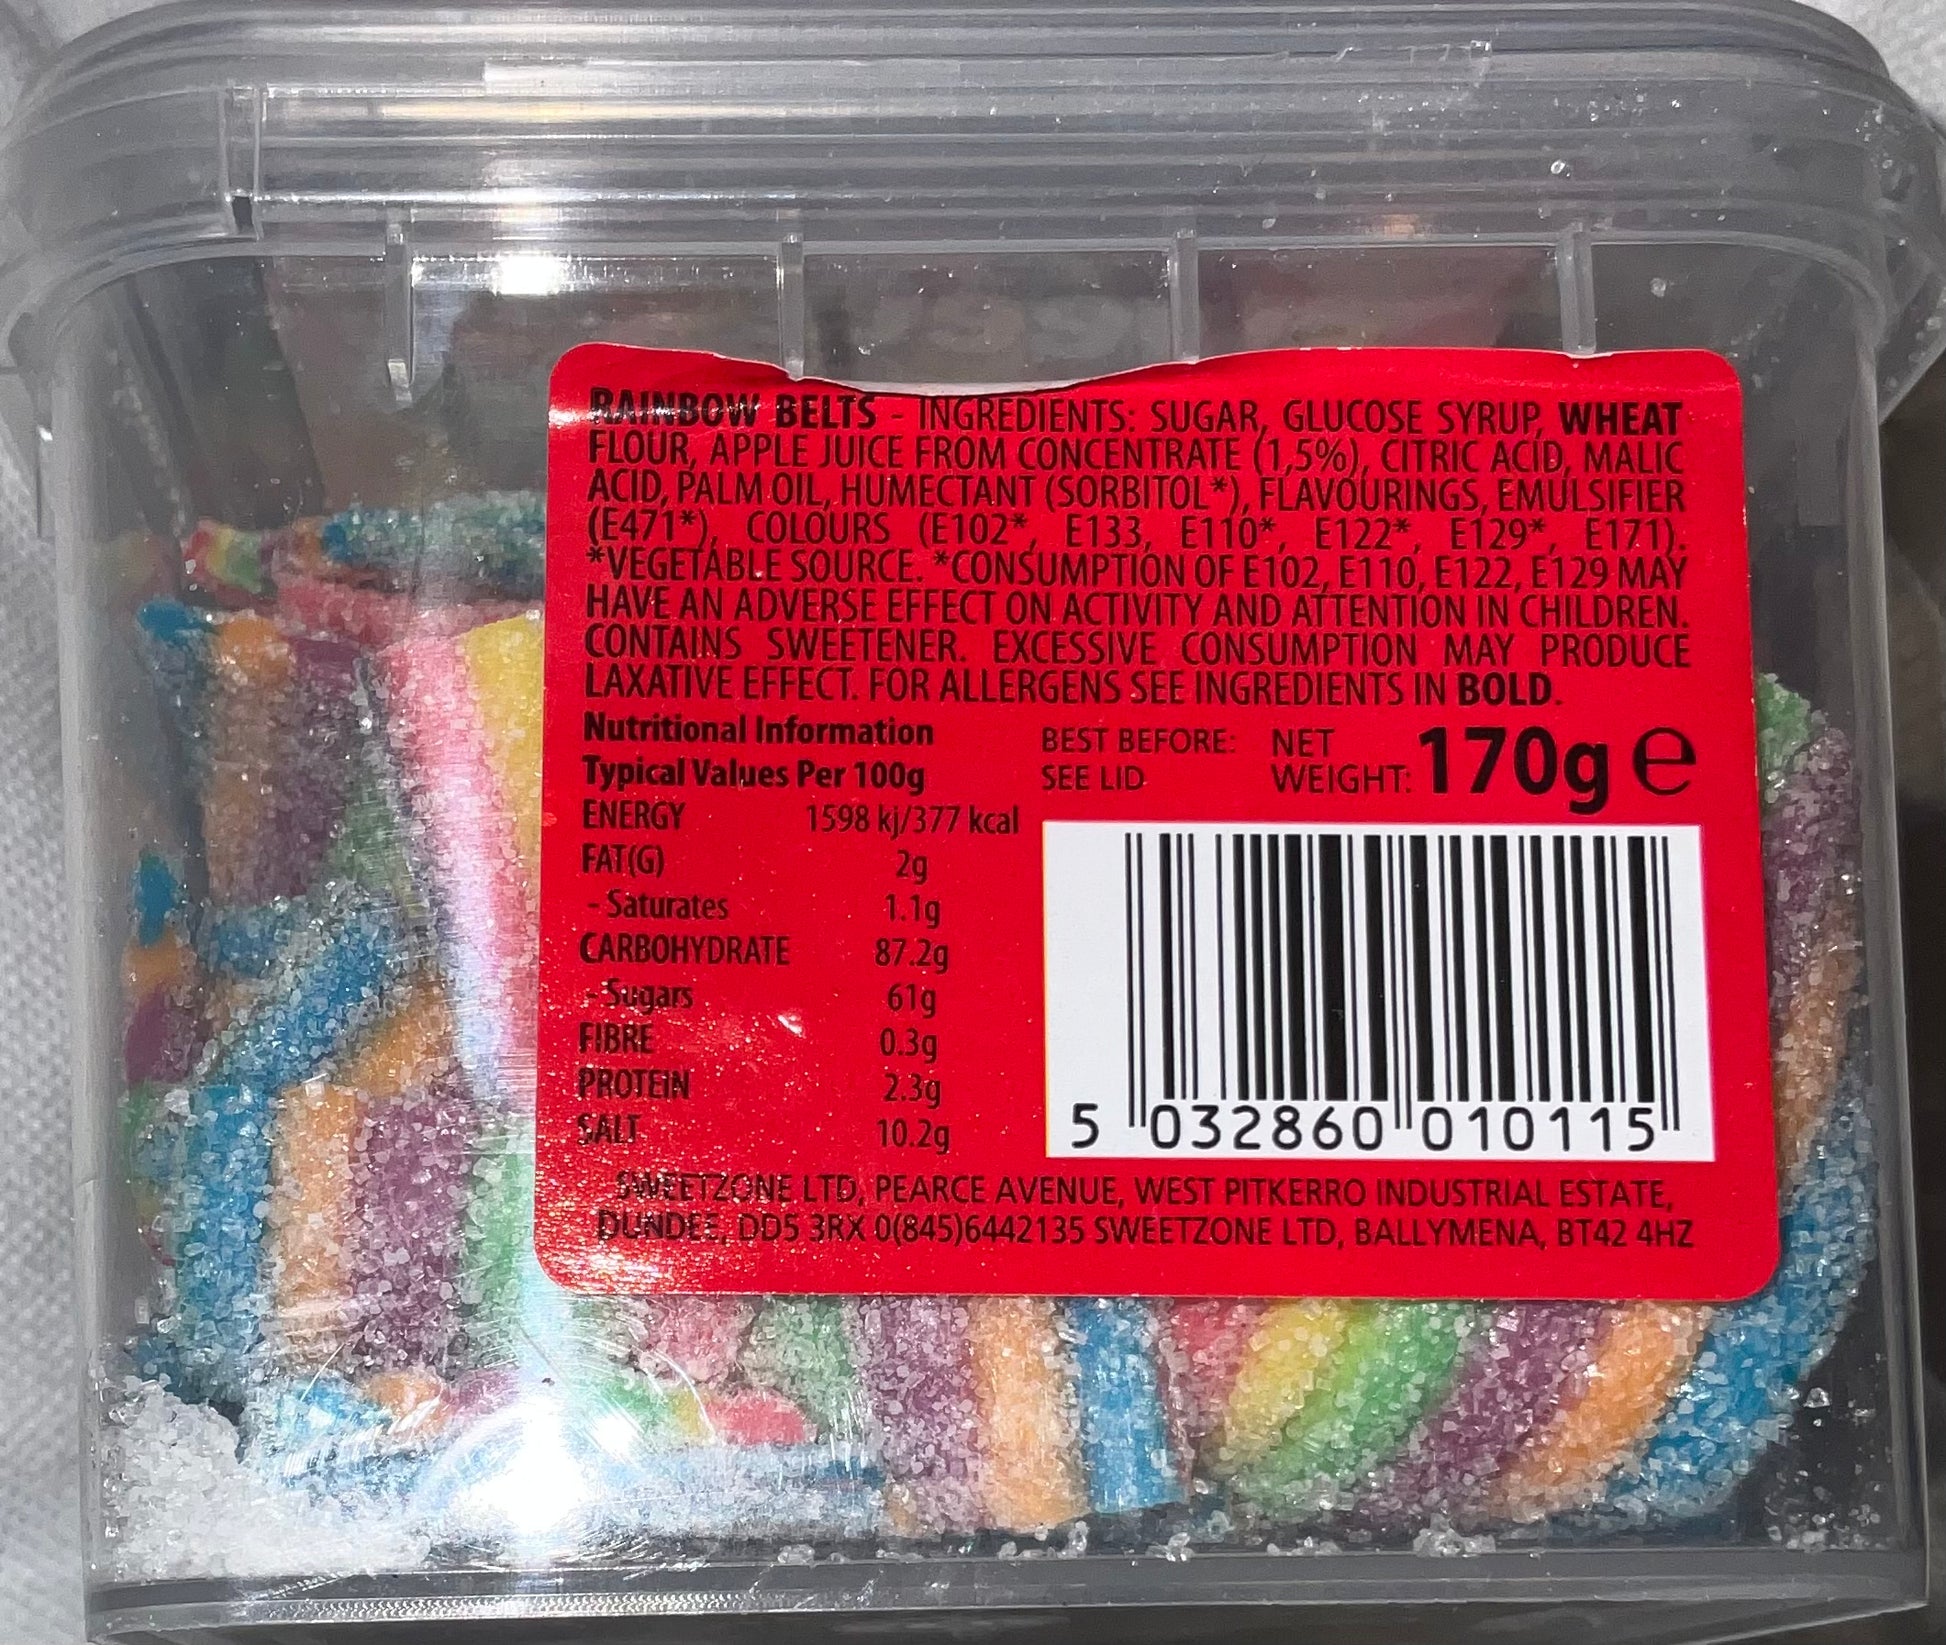 RAINBOW BELTS - INGREDIENTS: SUGAR, GLUCOSE SYRUP, WHEAT
FLOUR, APPLE JUICE FROM CONCENTRATE (1,5%), CITRIC ACID, MALIC
ACID, PALM OIL, HUMECTANT (SORBITOL*), FLAVOURINGS, EMULSIFIER
(E471*), COLOURS (E102*, E133, E110*, E122*, E129*, E171).
*VEGETABLE SOURCE. *CONSUMPTION OF E102, E110, E122, E129 MAY
HAVE AN ADVERSE EFFECT ON ACTIVITY AND ATTENTION IN CHILDREN.
CONTAINS SWEETENER. EXCESSIVE CONSUMPTION MAY PRODUCE
LAXATIVE EFFECT. FOR ALLERGENS SEE INGREDIENTS IN BOLD.
Nutritional Information
Typical Values Per 100g
ENERGY 1598 kj/377 kcal
FAT(G) 2g
- Saturates 1.1g
CARBOHYDRATE 87.2g
- Sugars 61g
FIBRE 0.3g
PROTEIN 2.3g
SALT 10.2g
BEST BEFORE:
SEE LID
NET
WEIGHT: 170g e
5 032860 010115
SWEETZONE LTD, PEARCE AVENUE, WEST PITKERRO INDUSTRIAL ESTATE,
DUNDEE, DD5 3RX 0(845)6442135 SWEETZONE LTD, BALLYMENA, BT42 4HZ